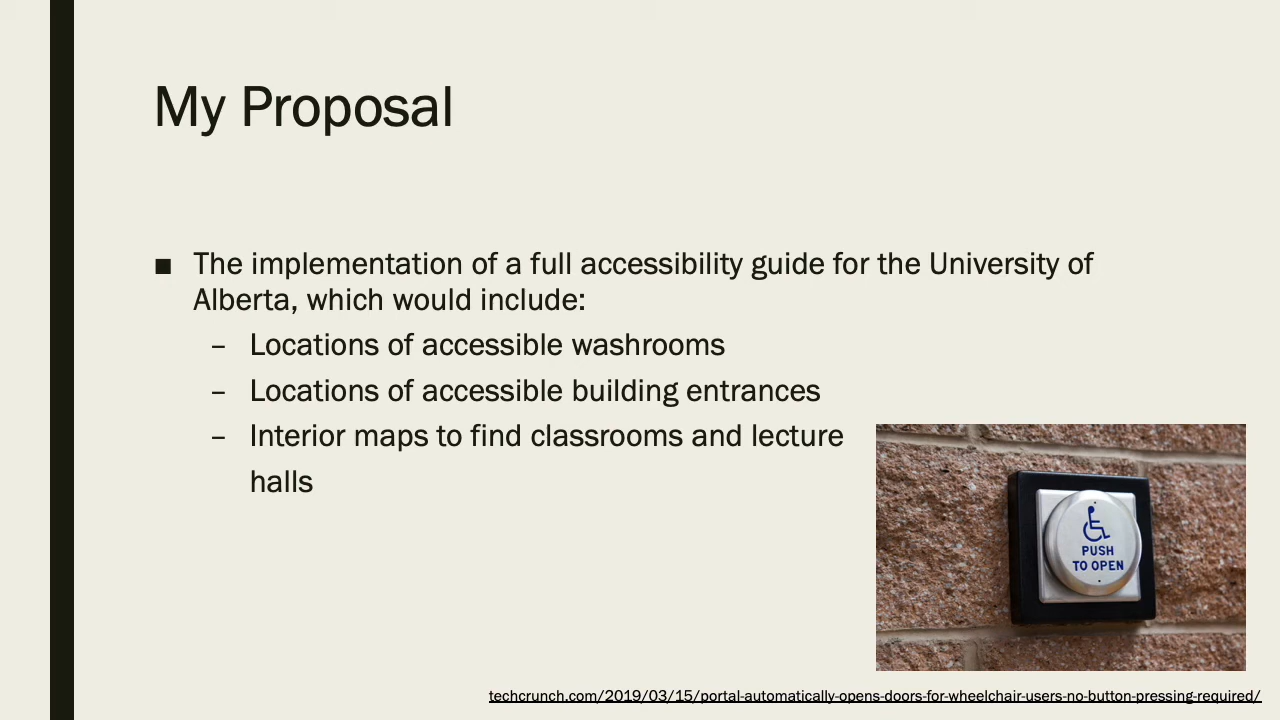 My Proposal
■ The implementation of a full accessibility guide for the University of
Alberta, which would include:
– Locations of accessible washrooms
– Locations of accessible building entrances
– Interior maps to find classrooms and lecture
halls
PUSH
TO OPEN
techcrunch.com/2019/03/15/portal-automatically-opens-doors-for-wheelchair-users-no-button-pressing-required/